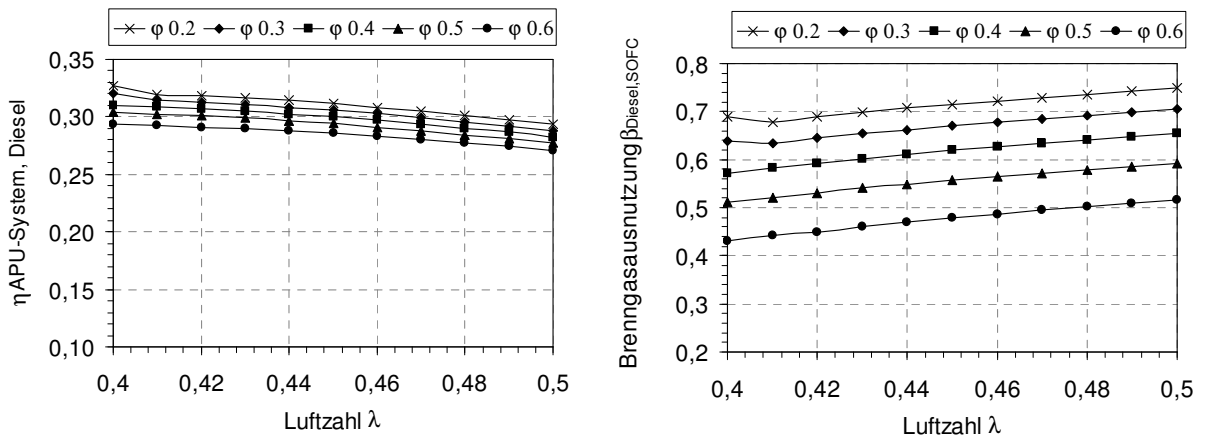 φ 0.2 φ 0.3 φ 0.4 φ 0.5 φ 0.6
0,35
0,30
0,25
0,20
0,15
0,10
ηAPU-System, Diesel
0,4 0,42 0,44 0,46 0,48 0,5
Luftzahl λ
φ 0.2 φ 0.3 φ 0.4 φ 0.5 φ 0.6
0,8
0,7
0,6
0,5
0,4
0,3
0,2
BrenngasausnutzungβDiesel,SOFC
0,4 0,42 0,44 0,46 0,48 0,5
Luftzahl λ